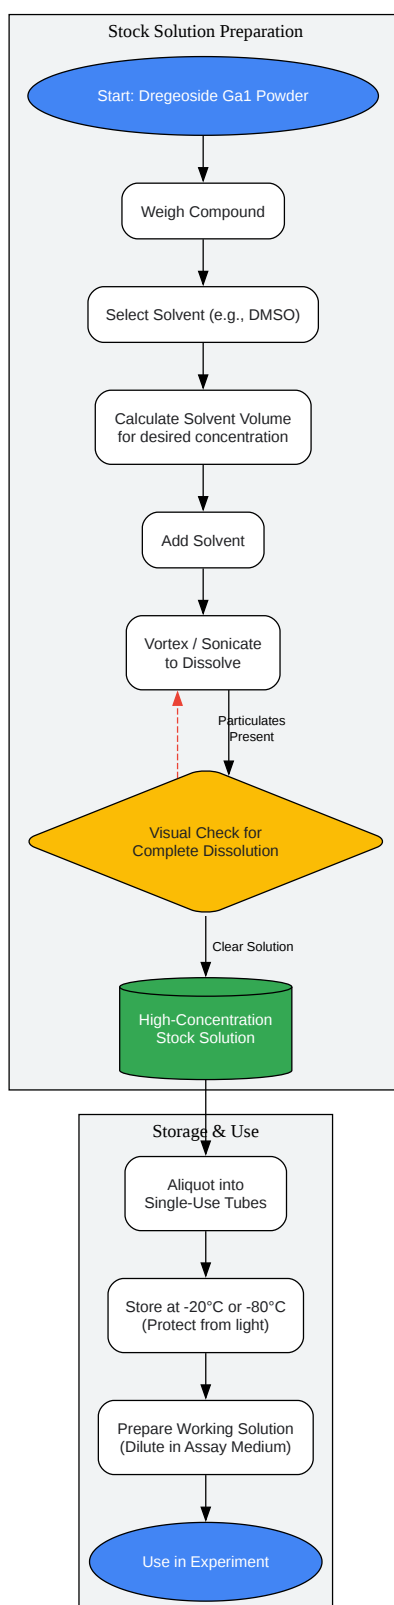 Stock Solution Preparation
Start: Dregeoside Ga1 Powder
Weigh Compound
Select Solvent (e.g., DMSO)
Calculate Solvent Volume
for desired concentration
Add Solvent
Vortex / Sonicate
to Dissolve
Particulates
Present
Visual Check for
Complete Dissolution
Clear Solution
High-Concentration
Stock Solution
Storage & Use
Aliquot into
Single-Use Tubes
Store at -20°C or -80°C
(Protect from light)
Prepare Working Solution
(Dilute in Assay Medium)
Use in Experiment